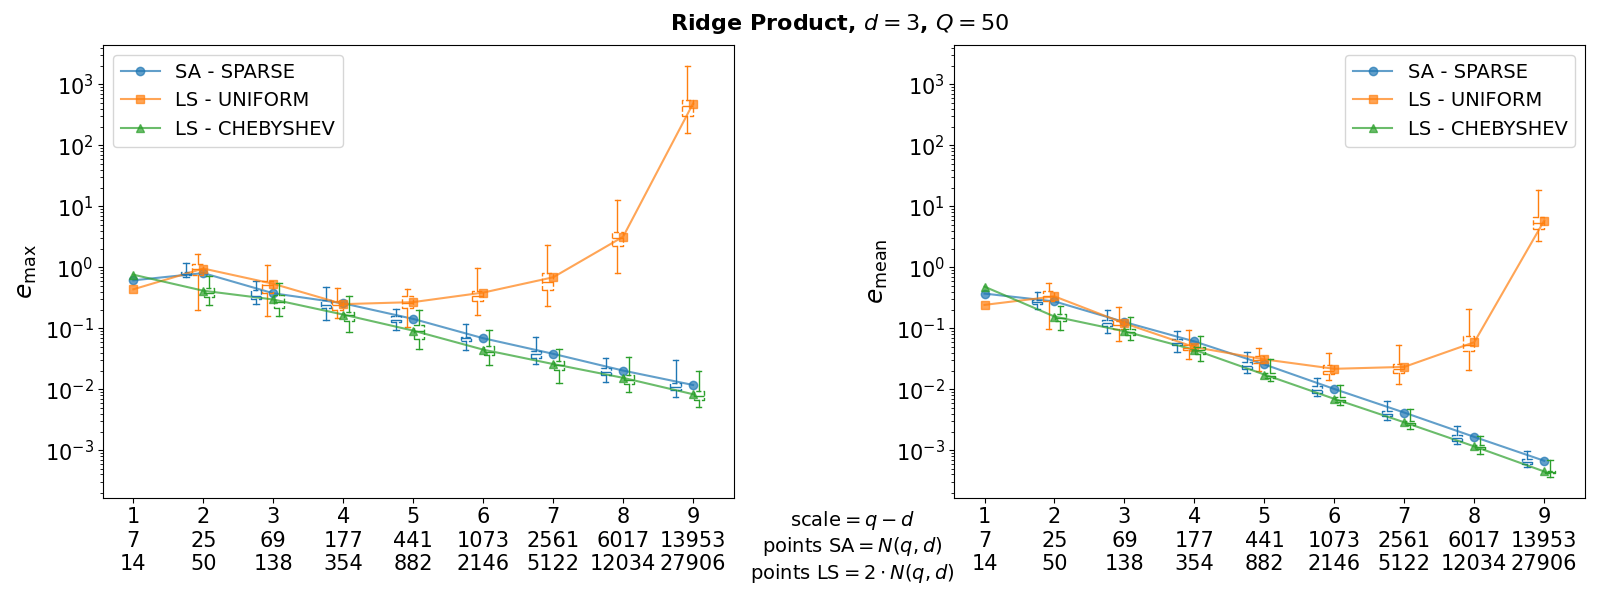 Ridge Product, d = 3, Q = 50
SA - SPARSE
LS - UNIFORM
LS - CHEBYSHEV
e_max
10^3
10^2
10^1
10^0
10^−1
10^−2
10^−3
1 2 3 4 5 6 7 8 9
7 25 69 177 441 1073 2561 6017 13953
14 50 138 354 882 2146 5122 12034 27906
scale = q − d
points SA = N(q, d)
points LS = 2 · N(q, d)
SA - SPARSE
LS - UNIFORM
LS - CHEBYSHEV
e_mean
10^3
10^2
10^1
10^0
10^−1
10^−2
10^−3
1 2 3 4 5 6 7 8 9
7 25 69 177 441 1073 2561 6017 13953
14 50 138 354 882 2146 5122 12034 27906